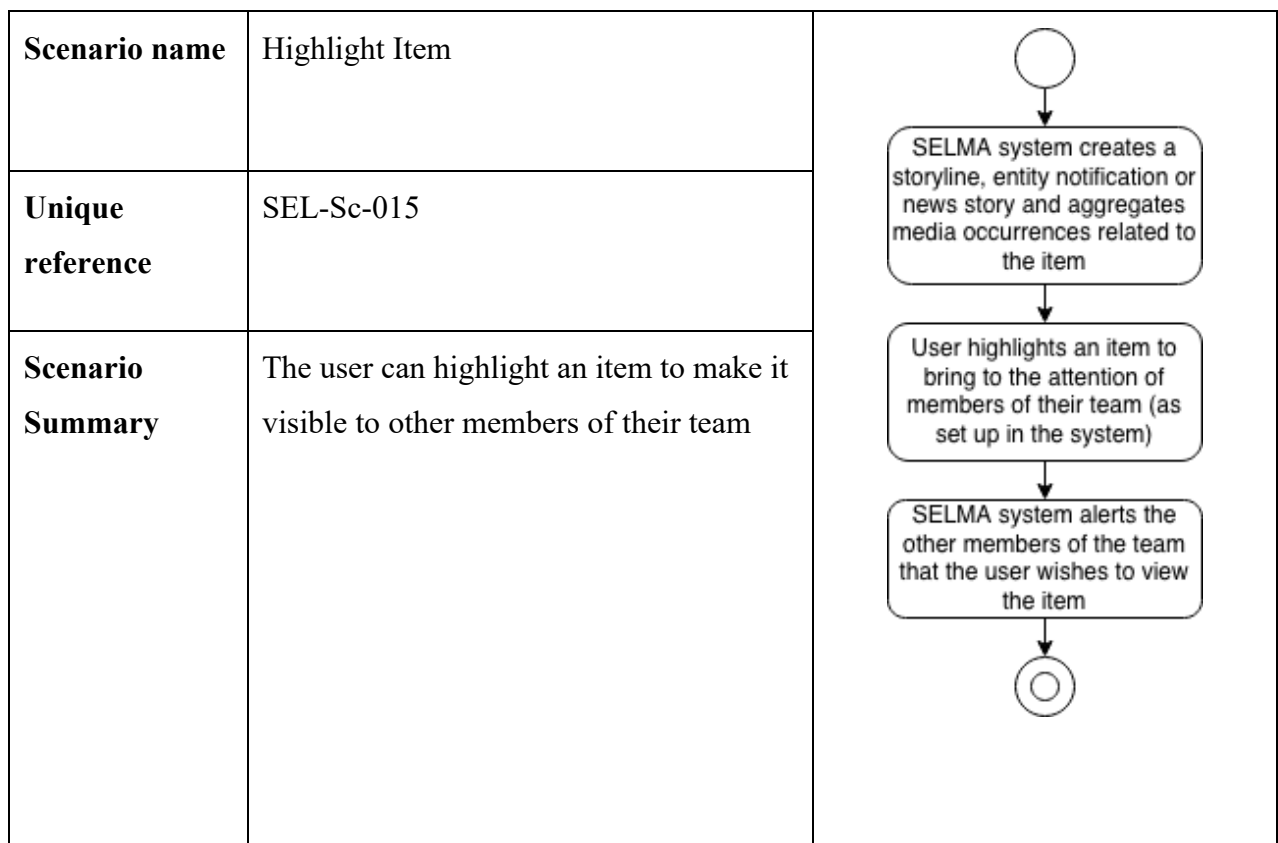 Scenario name
Highlight Item
Unique
reference
SEL-Sc-015
Scenario
Summary
The user can highlight an item to make it
visible to other members of their team
SELMA system creates a
storyline, entity notification or
news story and aggregates
media occurrences related to
the item
User highlights an item to
bring to the attention of
members of their team (as
set up in the system)
SELMA system alerts the
other members of the team
that the user wishes to view
the item